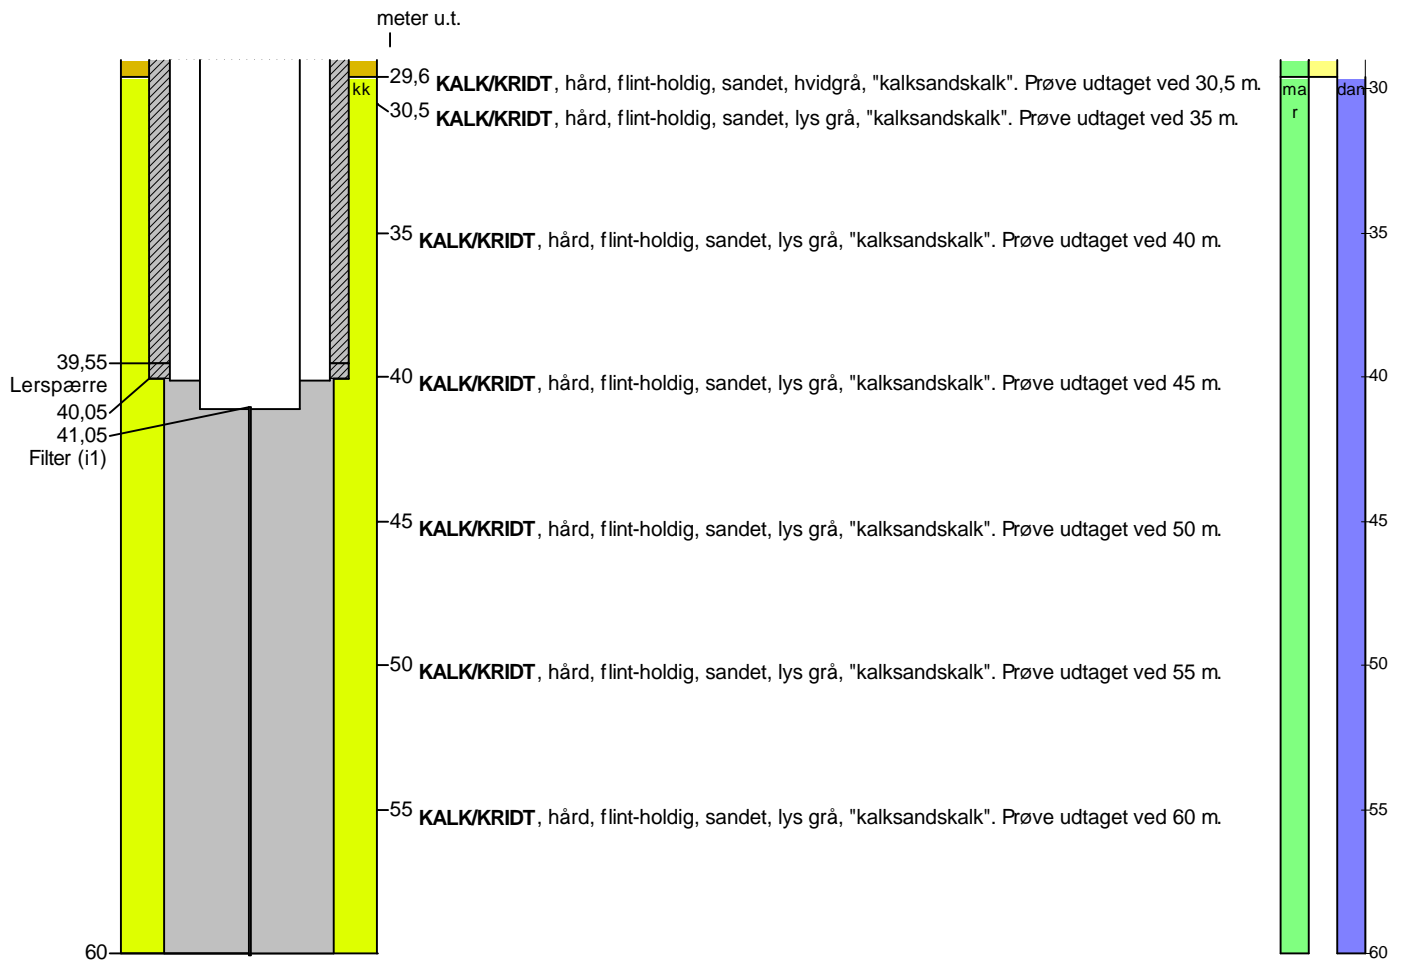 meter u.t.
29,6 KALK/KRIDT, hård, flint-holdig, sandet, hvidgrå, "kalksandskalk". Prøve udtaget ved 30,5 m.
kk
mar
dan
30
30,5 KALK/KRIDT, hård, flint-holdig, sandet, lys grå, "kalksandskalk". Prøve udtaget ved 35 m.
35 KALK/KRIDT, hård, flint-holdig, sandet, lys grå, "kalksandskalk". Prøve udtaget ved 40 m.
35
39,55
Lerspærre
40 KALK/KRIDT, hård, flint-holdig, sandet, lys grå, "kalksandskalk". Prøve udtaget ved 45 m.
40
40,05
41,05
Filter (i1)
45 KALK/KRIDT, hård, flint-holdig, sandet, lys grå, "kalksandskalk". Prøve udtaget ved 50 m.
45
50 KALK/KRIDT, hård, flint-holdig, sandet, lys grå, "kalksandskalk". Prøve udtaget ved 55 m.
50
55 KALK/KRIDT, hård, flint-holdig, sandet, lys grå, "kalksandskalk". Prøve udtaget ved 60 m.
55
60
60